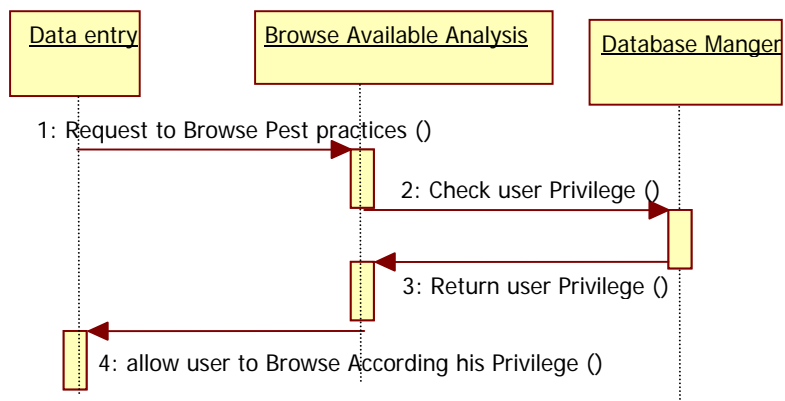 Data entry
Browse Available Analysis
Database Manger
1: Request to Browse Pest practices ()
2: Check user Privilege ()
3: Return user Privilege ()
4: allow user to Browse According his Privilege ()